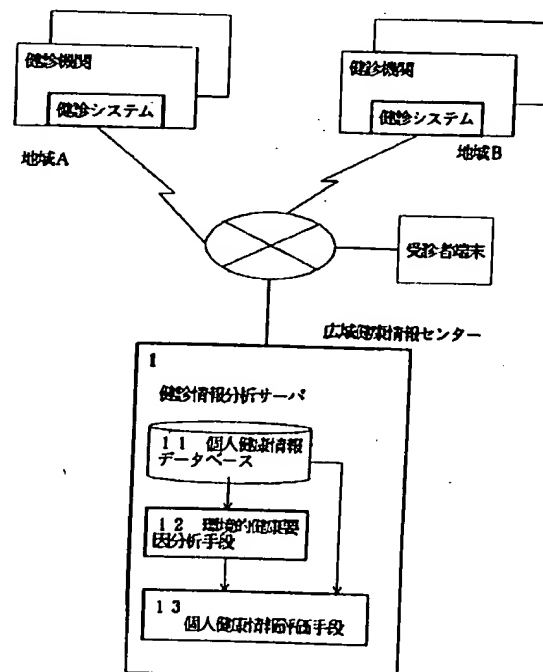 健診機関
健診システム
地域A
健診機関
健診システム
地域B
受診者端末
広域健康情報センター
1
健診情報分析サーバ
11 個人健康情報
データベース
12 環境的健康要
因分析手段
13
個人健康情報評価手段